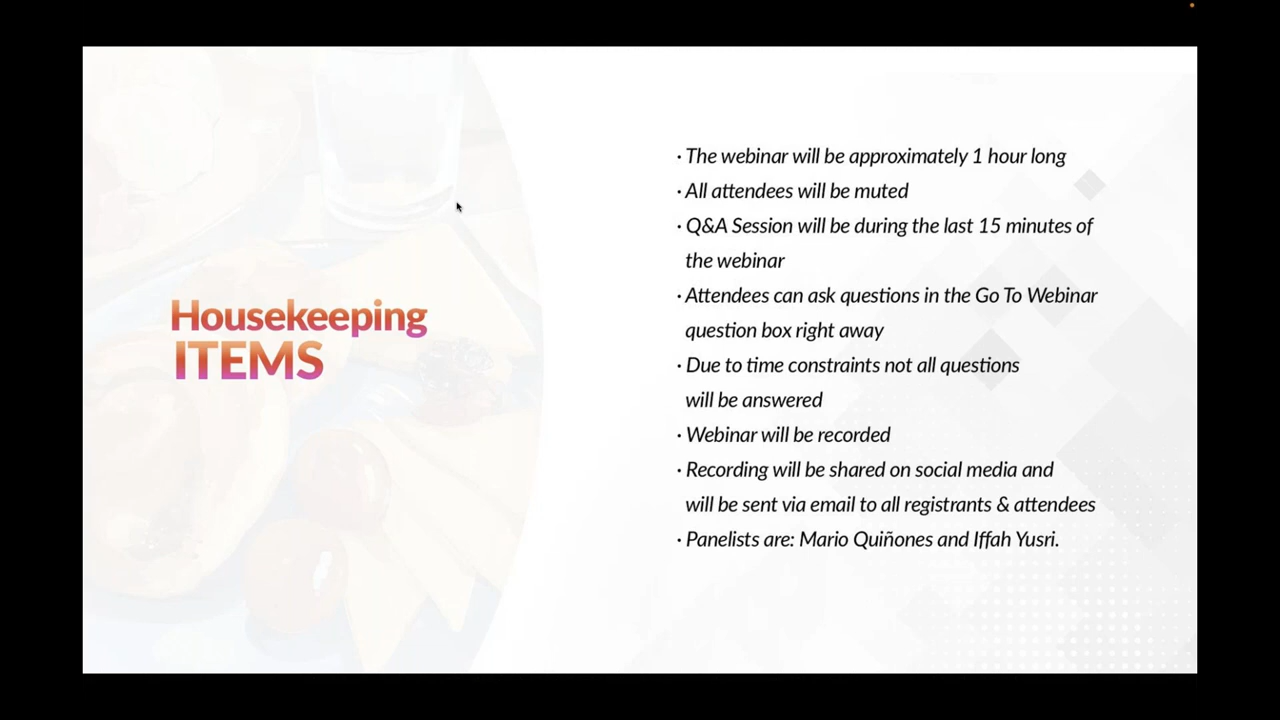 Housekeeping
ITEMS
· The webinar will be approximately 1 hour long
· All attendees will be muted
· Q&A Session will be during the last 15 minutes of
the webinar
· Attendees can ask questions in the Go To Webinar
question box right away
· Due to time constraints not all questions
will be answered
· Webinar will be recorded
· Recording will be shared on social media and
will be sent via email to all registrants & attendees
· Panelists are: Mario Quiñones and Iffah Yusri.